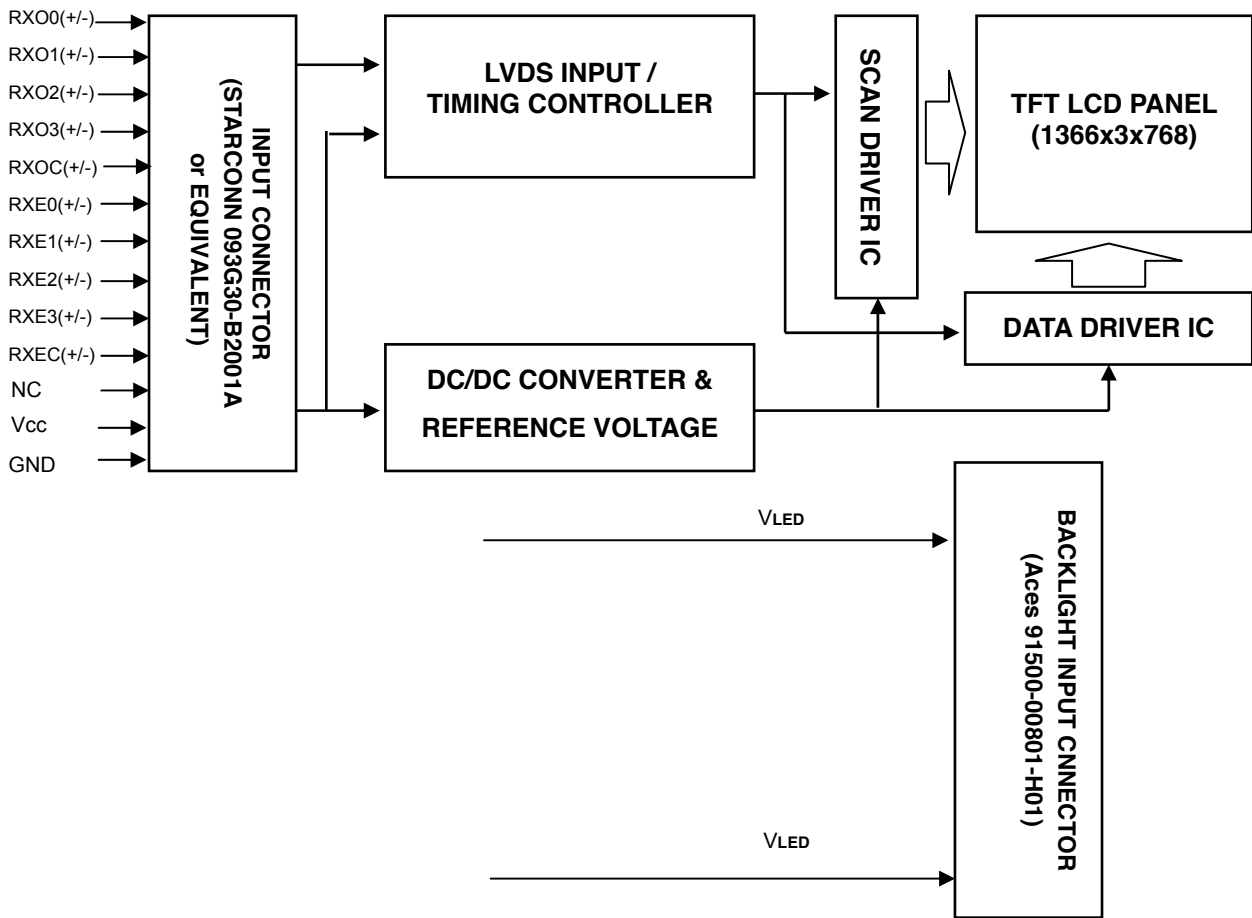 RXO0(+/-)
RXO1(+/-)
RXO2(+/-)
RXO3(+/-)
RXOC(+/-)
RXE0(+/-)
RXE1(+/-)
RXE2(+/-)
RXE3(+/-)
RXEC(+/-)
NC
Vcc
GND
INPUT CONNECTOR
(STARCONN 093G30-B2001A
or EQUIVALENT)
LVDS INPUT /
TIMING CONTROLLER
DC/DC CONVERTER &
REFERENCE VOLTAGE
SCAN DRIVER IC
TFT LCD PANEL
(1366x3x768)
DATA DRIVER IC
VLED
VLED
BACKLIGHT INPUT CNNECTOR
(Aces 91500-00801-H01)